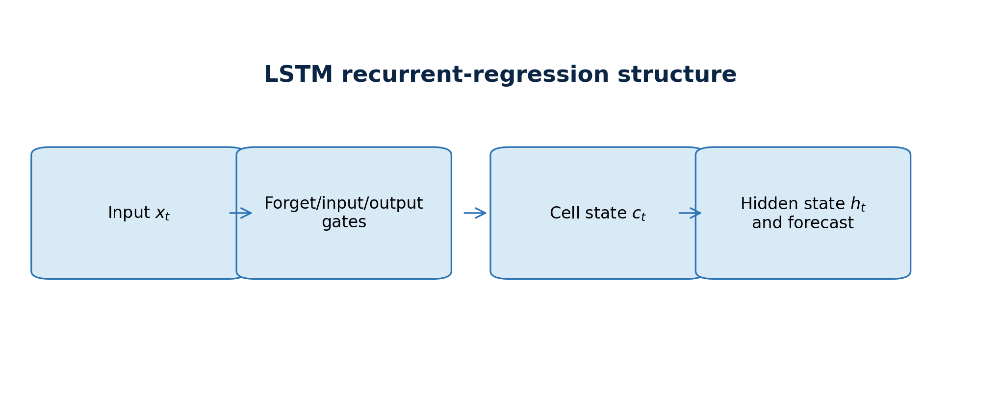 LSTM recurrent-regression structure
Input xₜ
Forget/input/output
gates
Cell state cₜ
Hidden state hₜ
and forecast